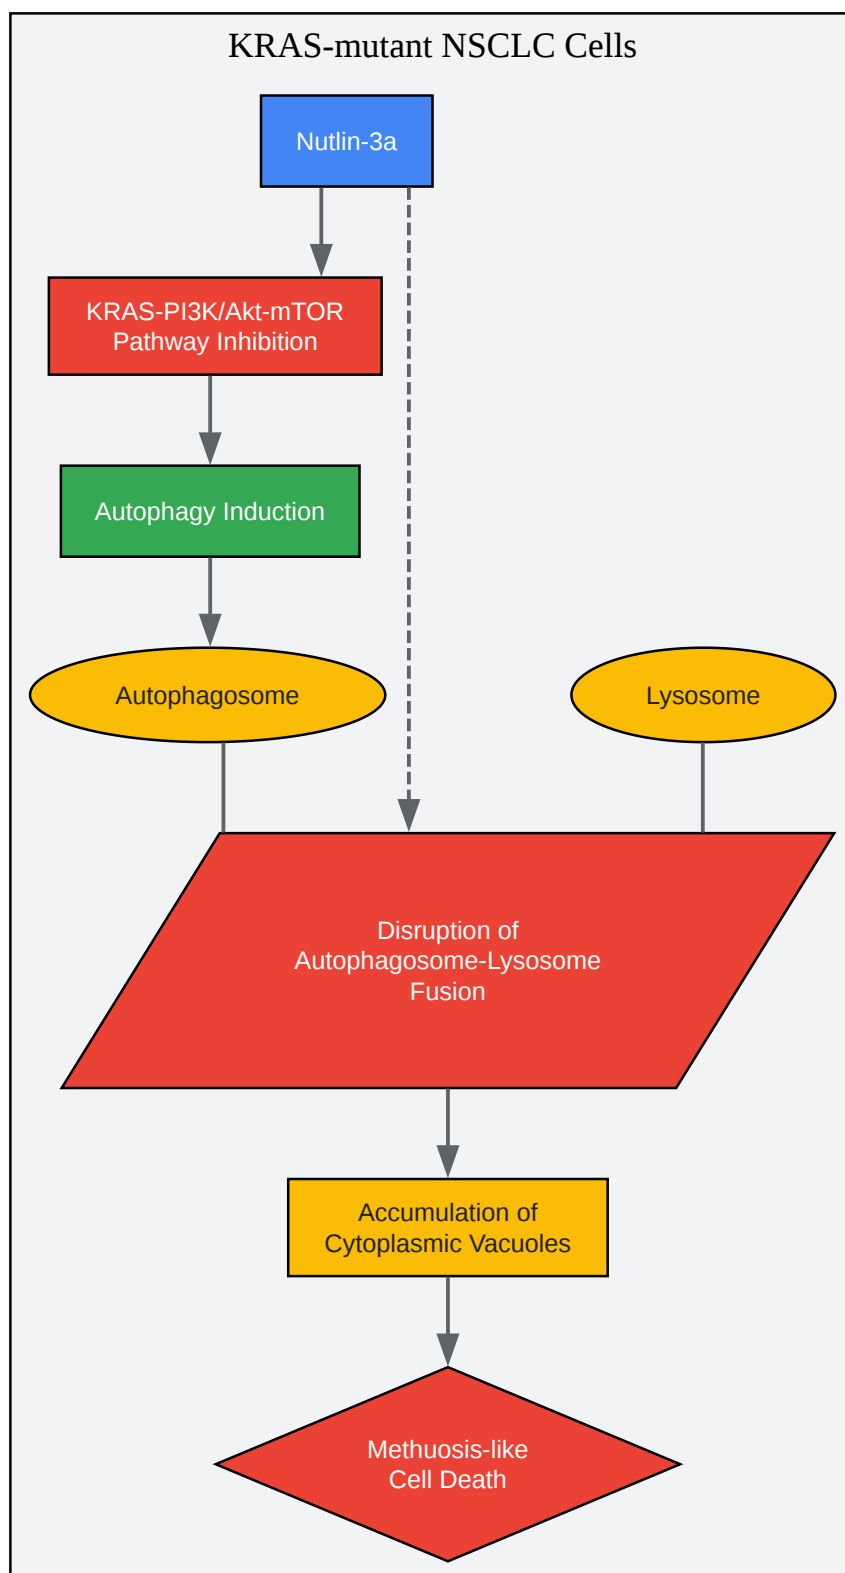 KRAS-mutant NSCLC Cells
Nutlin-3a
KRAS-PI3K/Akt-mTOR
Pathway Inhibition
Autophagy Induction
Autophagosome
Lysosome
Disruption of
Autophagosome-Lysosome
Fusion
Accumulation of
Cytoplasmic Vacuoles
Methuosis-like
Cell Death